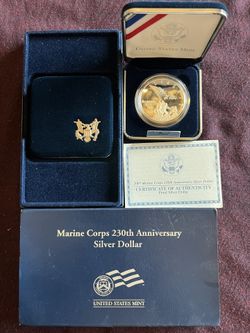 United States Mint
CERTIFICATE OF AUTHENTICITY
Marine Corps 230th Anniversary
Silver Dollar
UNITED STATES MINT